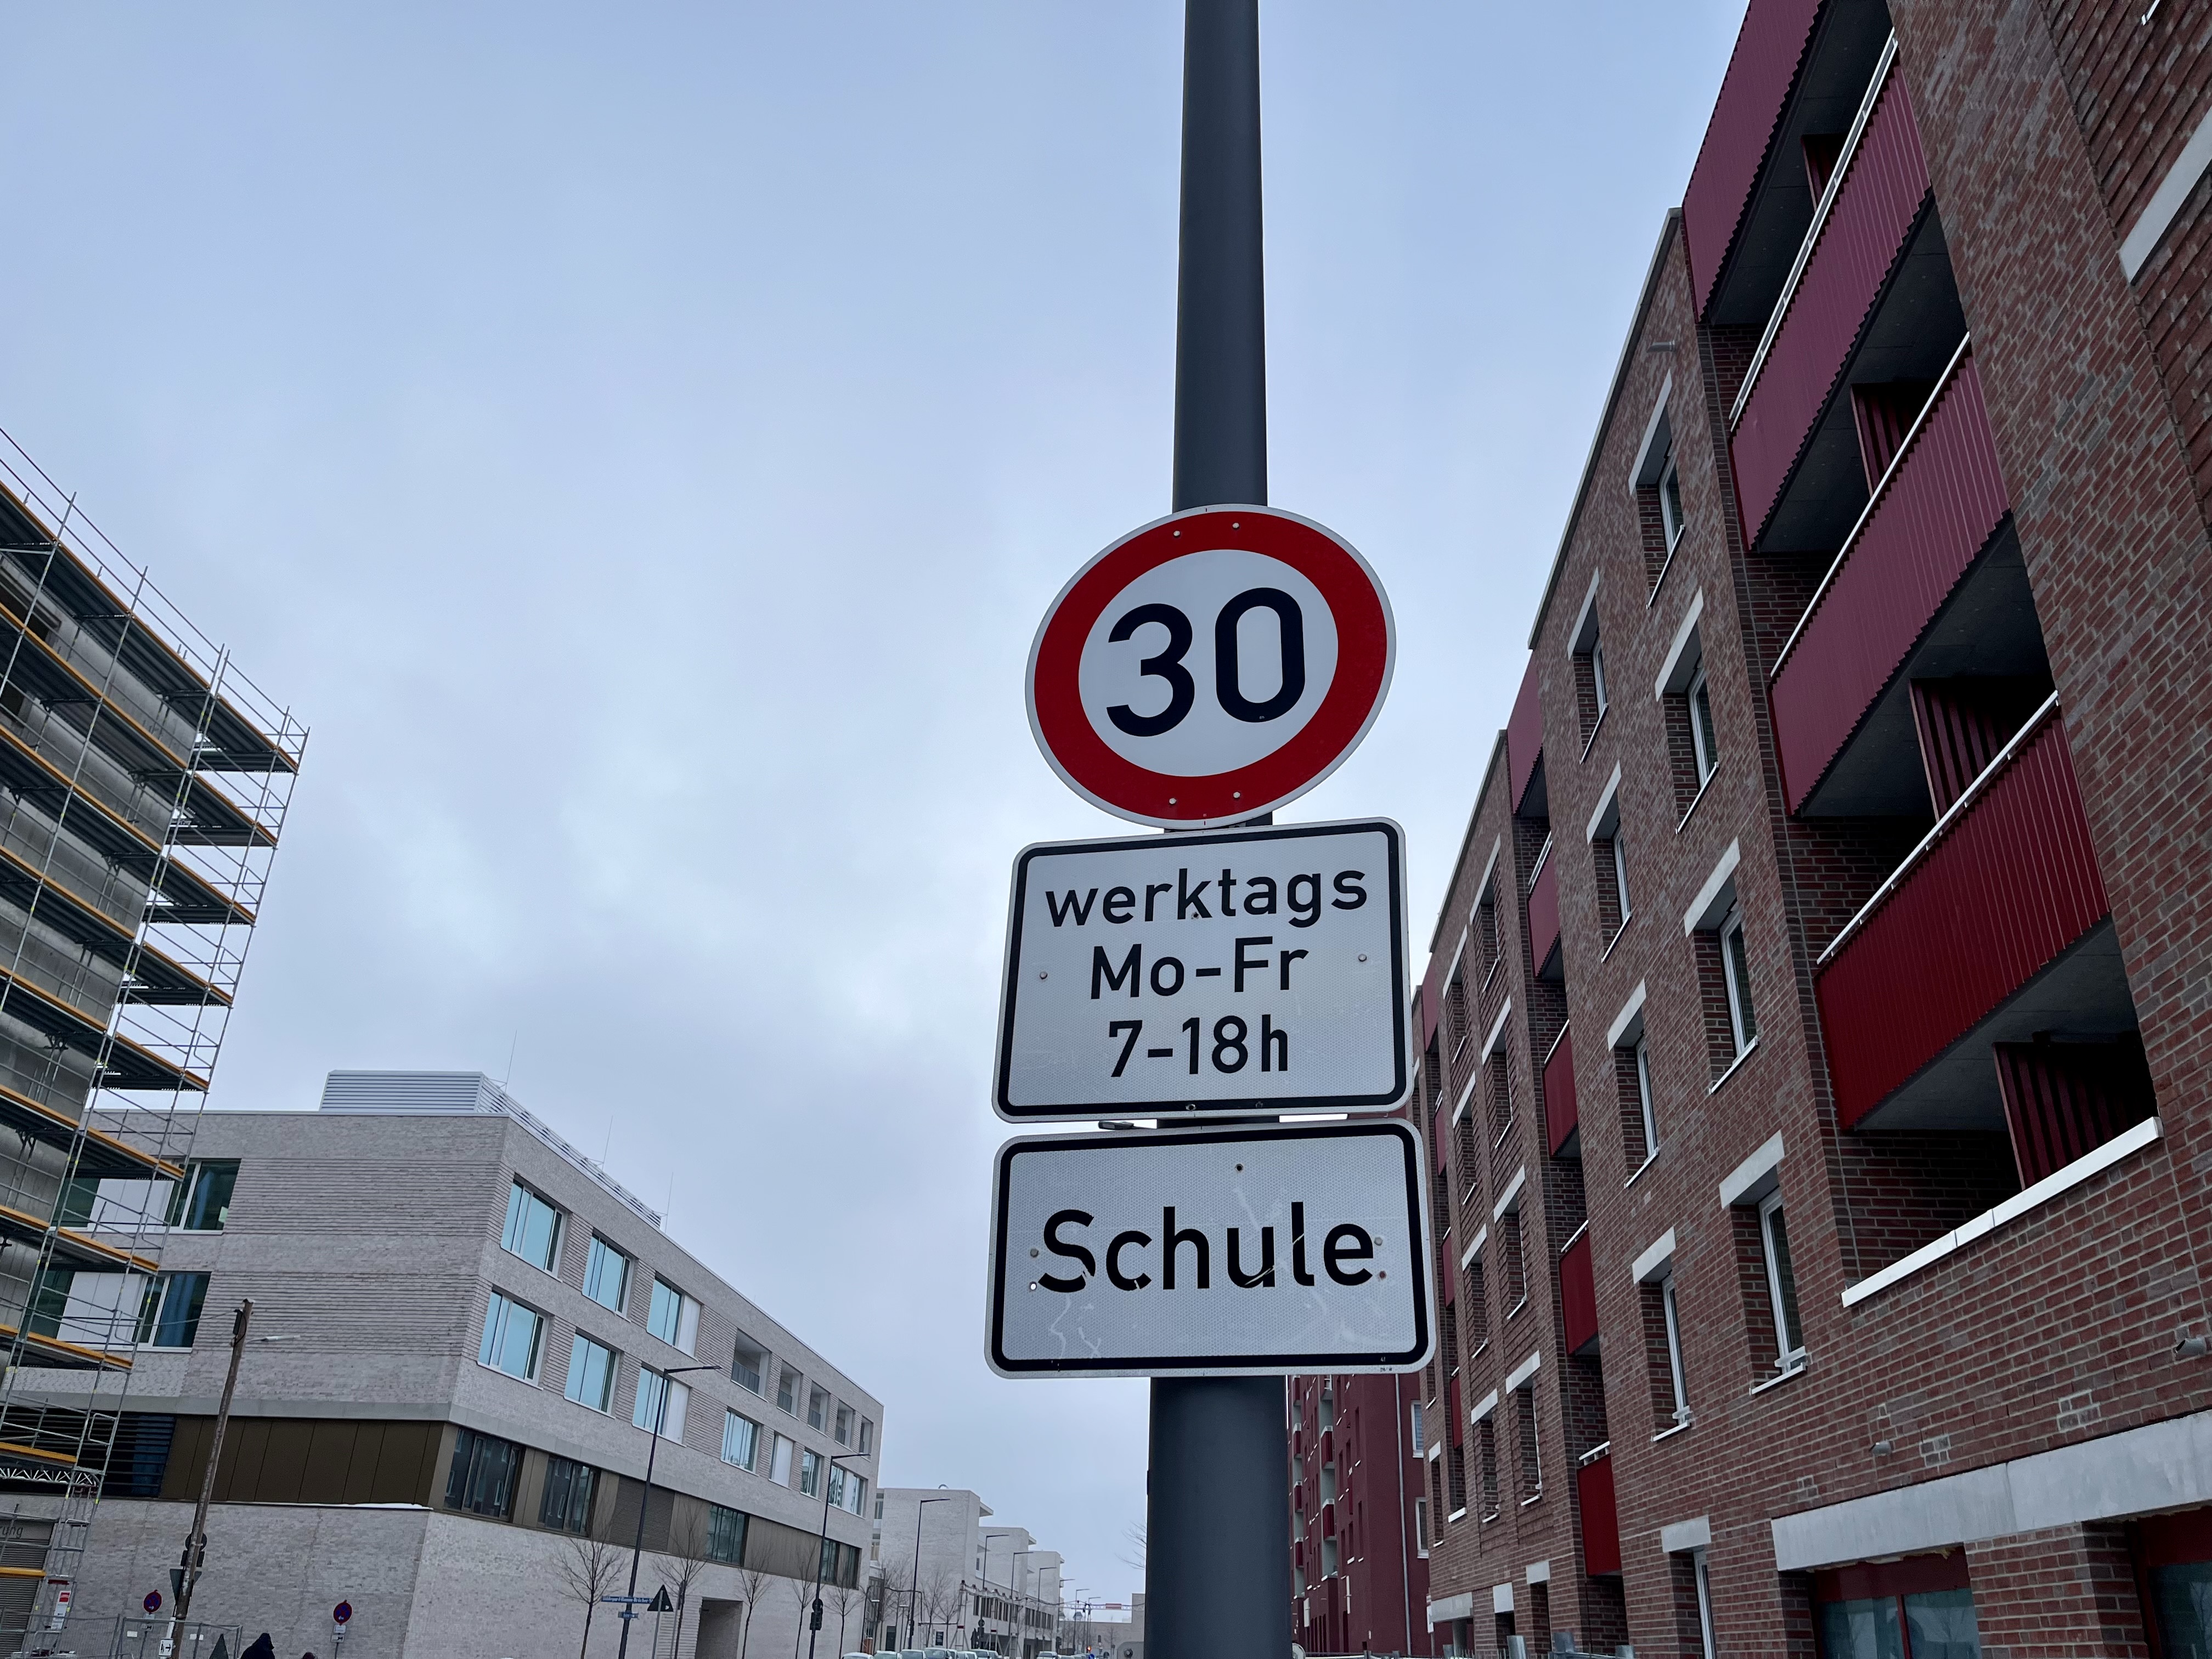 30
werktags
Mo-Fr
7-18h
Schule